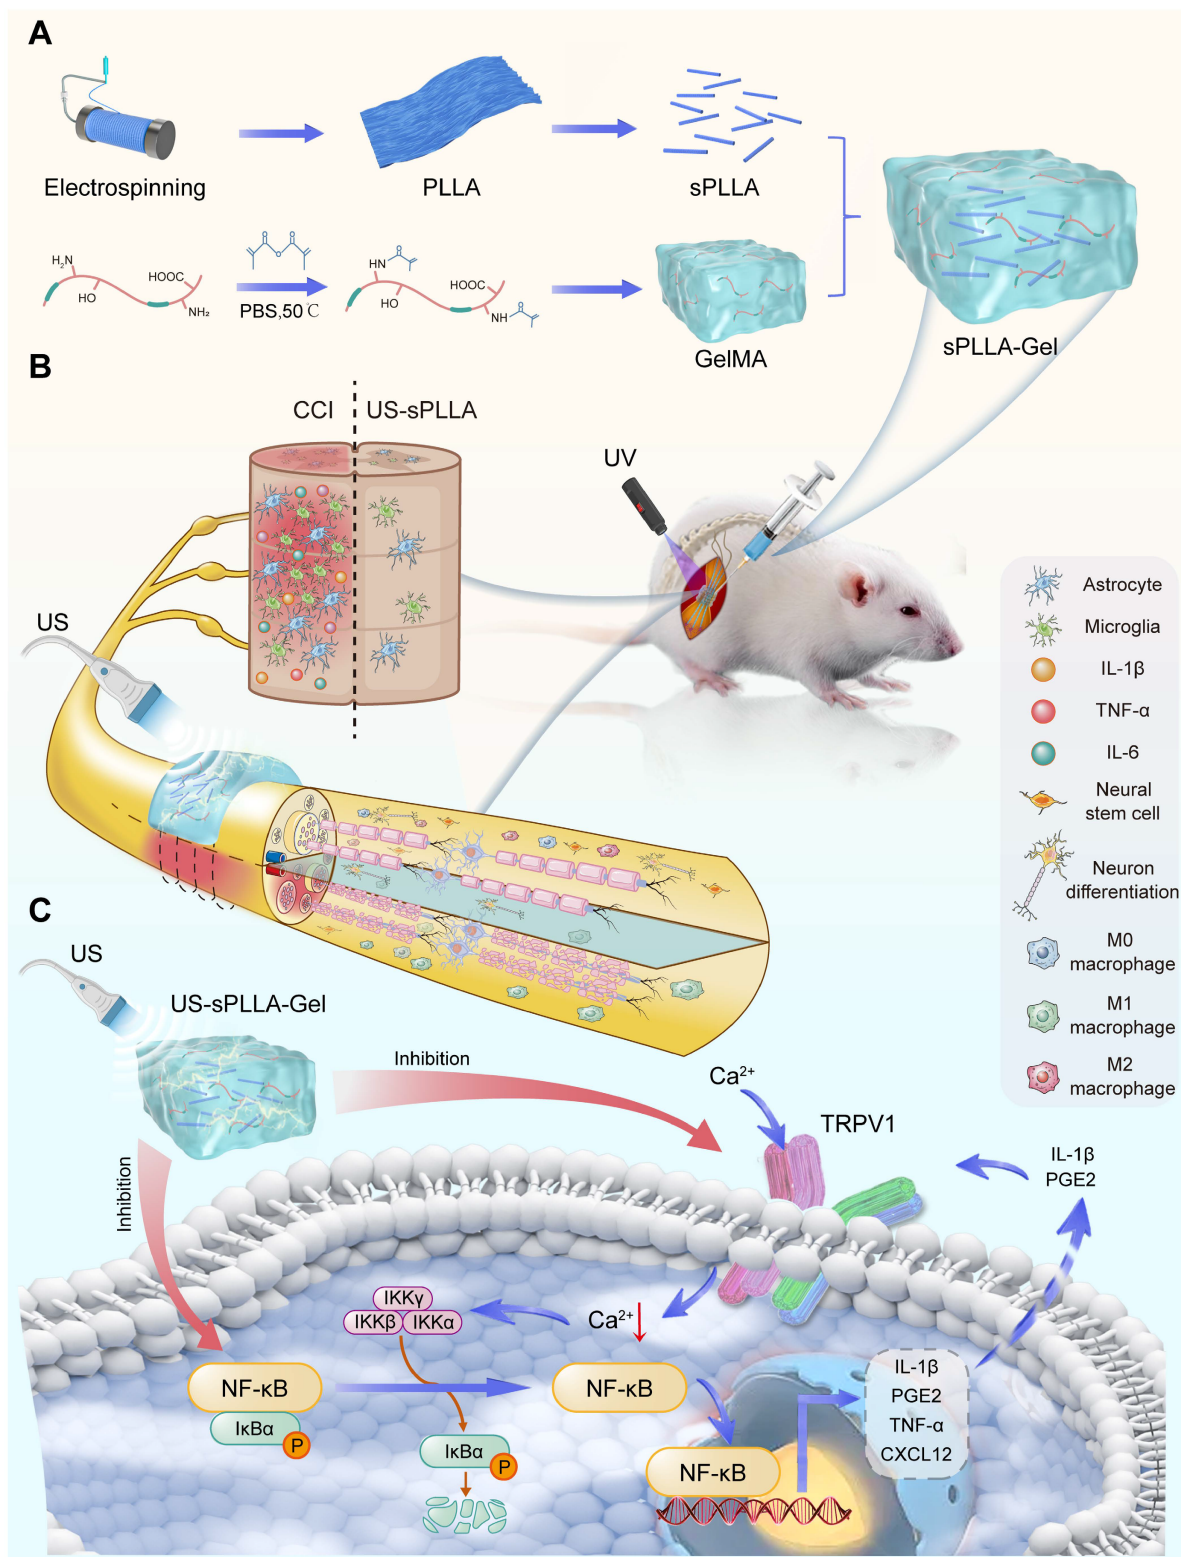 A
Electrospinning
PLLA
sPLLA
H₂N
HO
HOOC
NH₂
PBS,50℃
HN
HO
HOOC
NH
GelMA
sPLLA-Gel
B
CCI
US-sPLLA
UV
US
Astrocyte
Microglia
IL-1β
TNF-α
IL-6
Neural
stem cell
Neuron
differentiation
M0
macrophage
M1
macrophage
M2
macrophage
C
US
US-sPLLA-Gel
Inhibition
Inhibition
Ca²⁺
TRPV1
IL-1β
PGE2
IKKγ
IKKβ
IKKα
Ca²⁺
NF-κB
IκBα
P
IκBα
P
NF-κB
NF-κB
IL-1β
PGE2
TNF-α
CXCL12